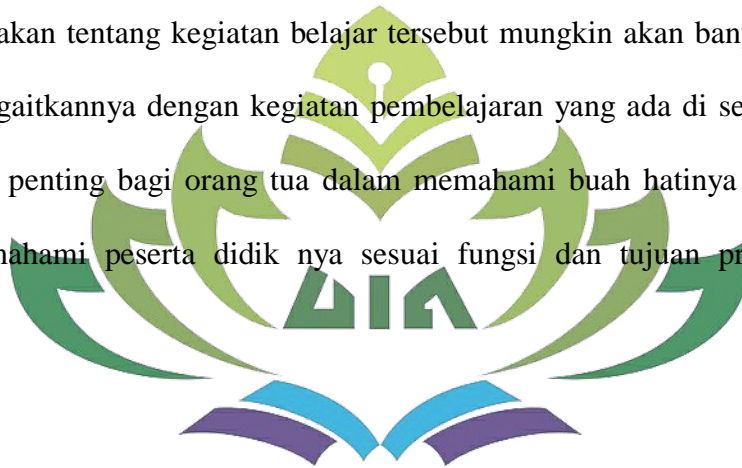 akan tentang kegiatan belajar tersebut mungkin akan ban
gaitkannya dengan kegiatan pembelajaran yang ada di se
penting bagi orang tua dalam memahami buah hatinya
ahami peserta didik nya sesuai fungsi dan tujuan pr